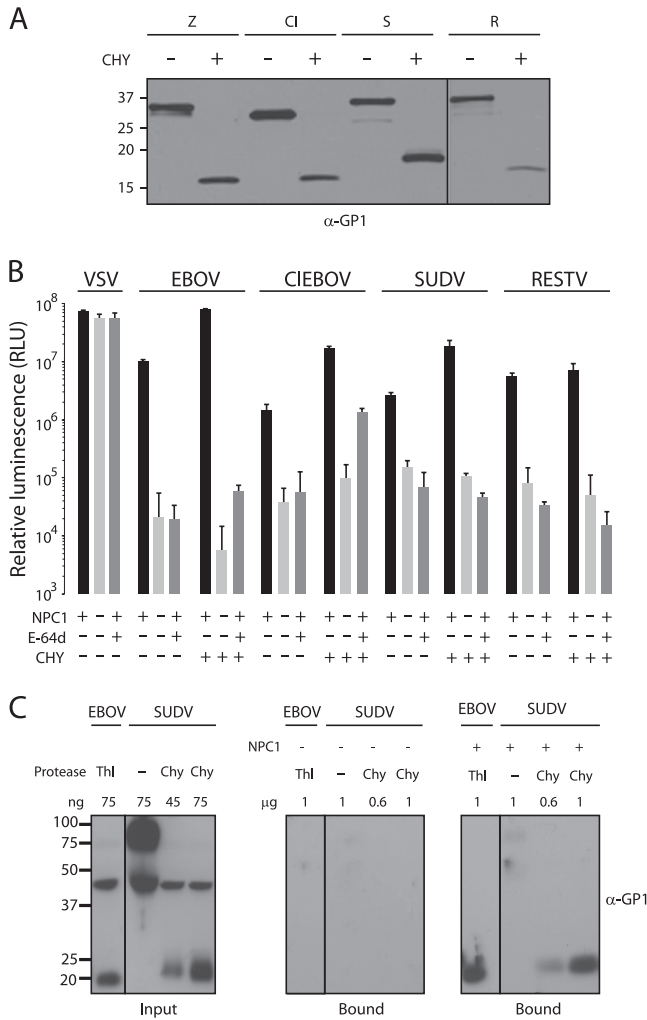 A
Z CI S R
CHY - + - + - + - +
37
25
20
15
α-GP1
B
VSV EBOV CIEBOV SUDV RESTV
Relative luminescence (RLU)
10^8
10^7
10^6
10^5
10^4
10^3
NPC1 + - + + - + + - + + - + + - + + - + + - + + - + + - +
E-64d - - + - - + - - + - - + - - + - - + - - + - - + - - +
CHY - - - - - - + + + - - - + + + - - - + + + - - - + + +
C
EBOV SUDV EBOV SUDV EBOV SUDV
NPC1 - - - - + + + +
Protease Thl - Chy Chy Thl - Chy Chy Thl - Chy Chy
ng 75 75 45 75 µg 1 1 0.6 1 1 1 0.6 1
100
75
50
37
25
20
α-GP1
Input Bound Bound